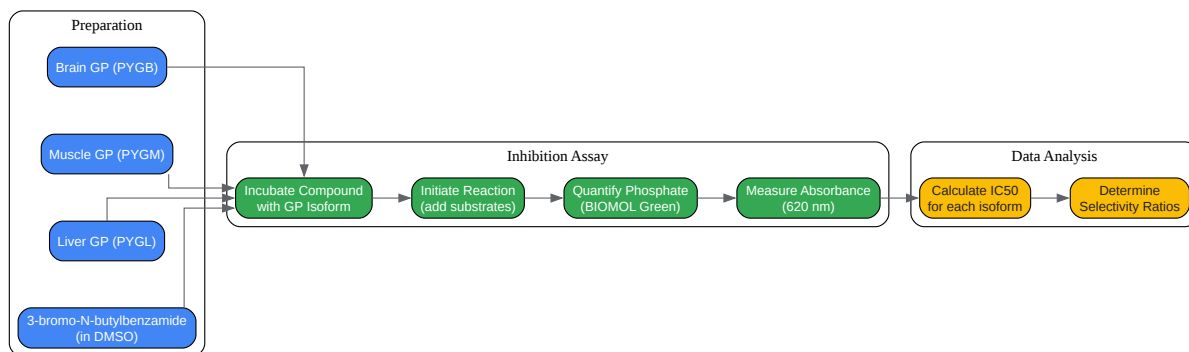 Preparation
Brain GP (PYGB)
Muscle GP (PYGM)
Liver GP (PYGL)
3-bromo-N-butylbenzamide
(in DMSO)
Inhibition Assay
Incubate Compound
with GP Isoform
Initiate Reaction
(add substrates)
Quantify Phosphate
(BIOMOL Green)
Measure Absorbance
(620 nm)
Data Analysis
Calculate IC50
for each isoform
Determine
Selectivity Ratios